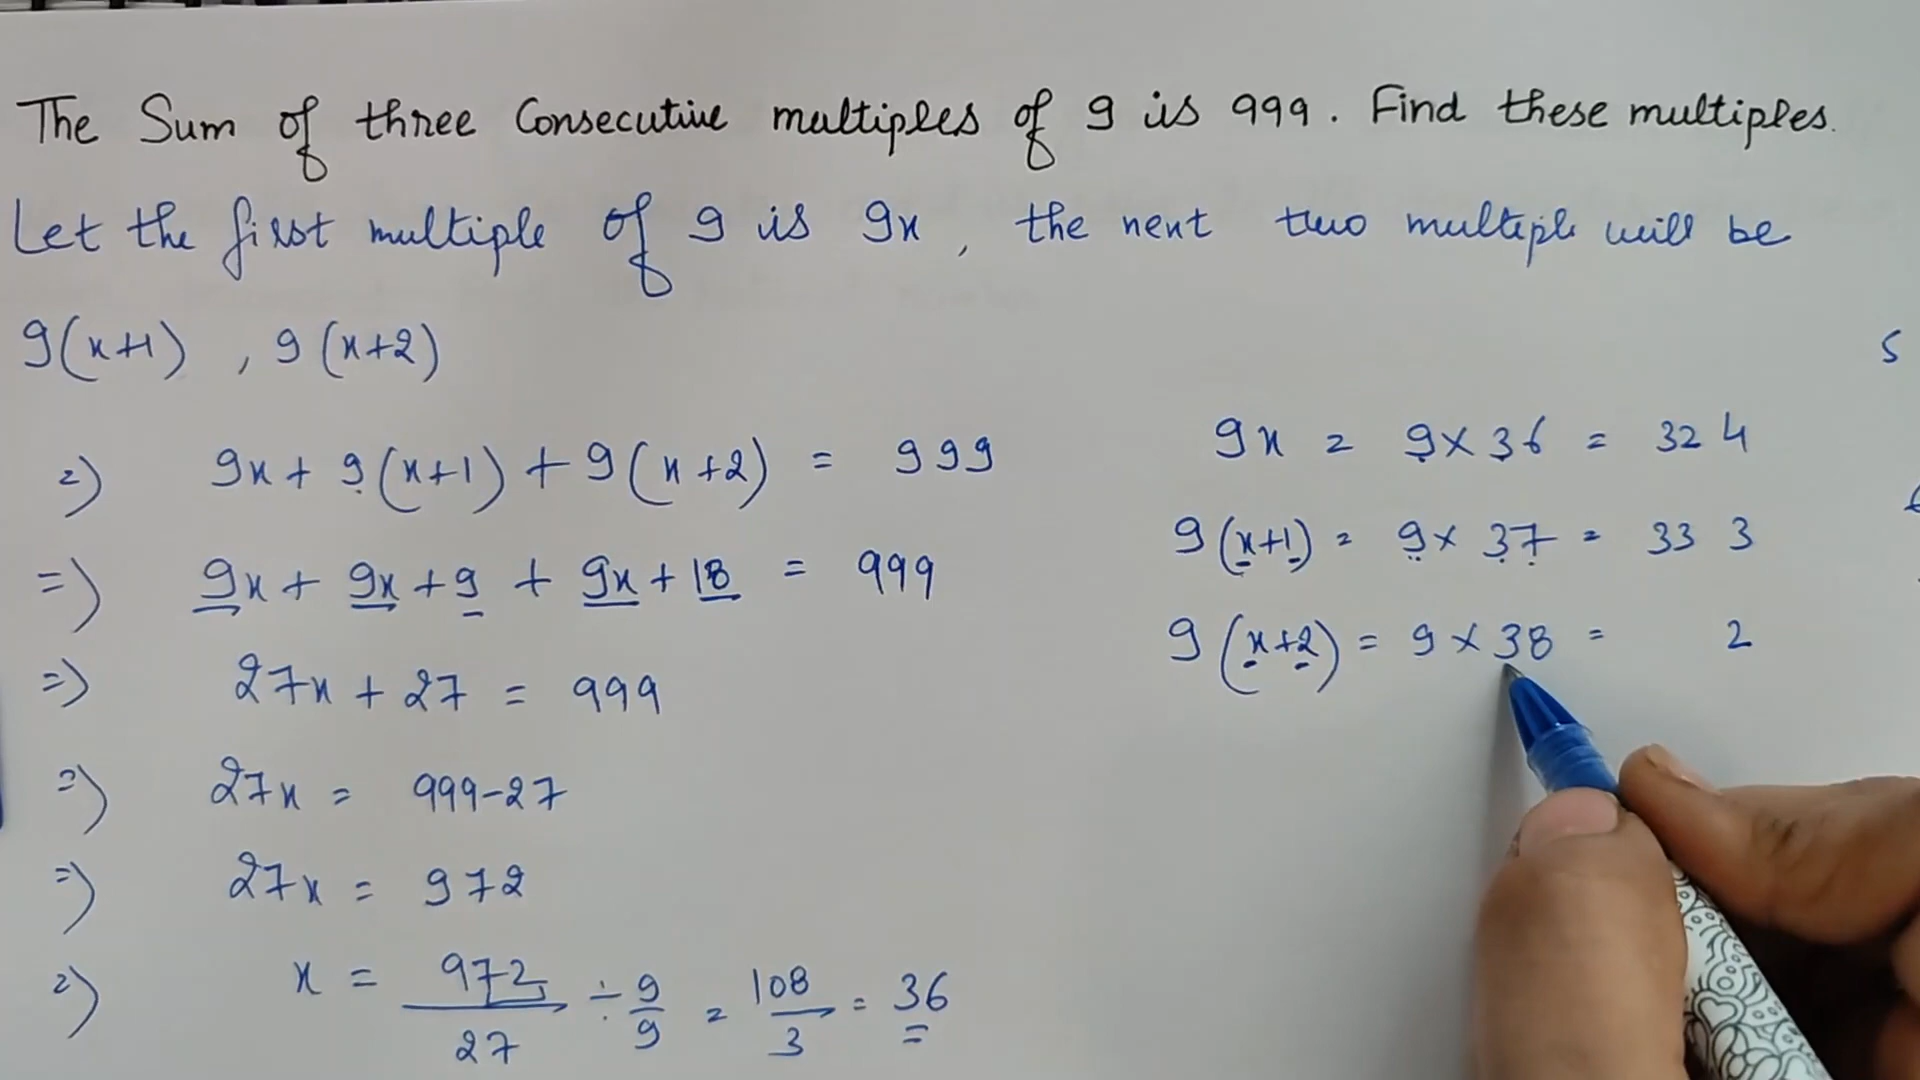 The Sum of three Consecutive multiples of 9 is 999. Find these multiples.
Let the first multiple of 9 is 9x, the next two multiple will be
9(x+1) , 9(x+2)
=) 9x + 9(x+1) + 9(x+2) = 999
=) 9x + 9x + 9 + 9x + 18 = 999
=) 27x + 27 = 999
=) 27x = 999-27
=) 27x = 972
=) x = 972/27 ÷ 9/9 = 108/3 = 36
9x = 9×36 = 324
9(x+1) = 9× 37 = 333
9(x+2) = 9 × 38 = 2